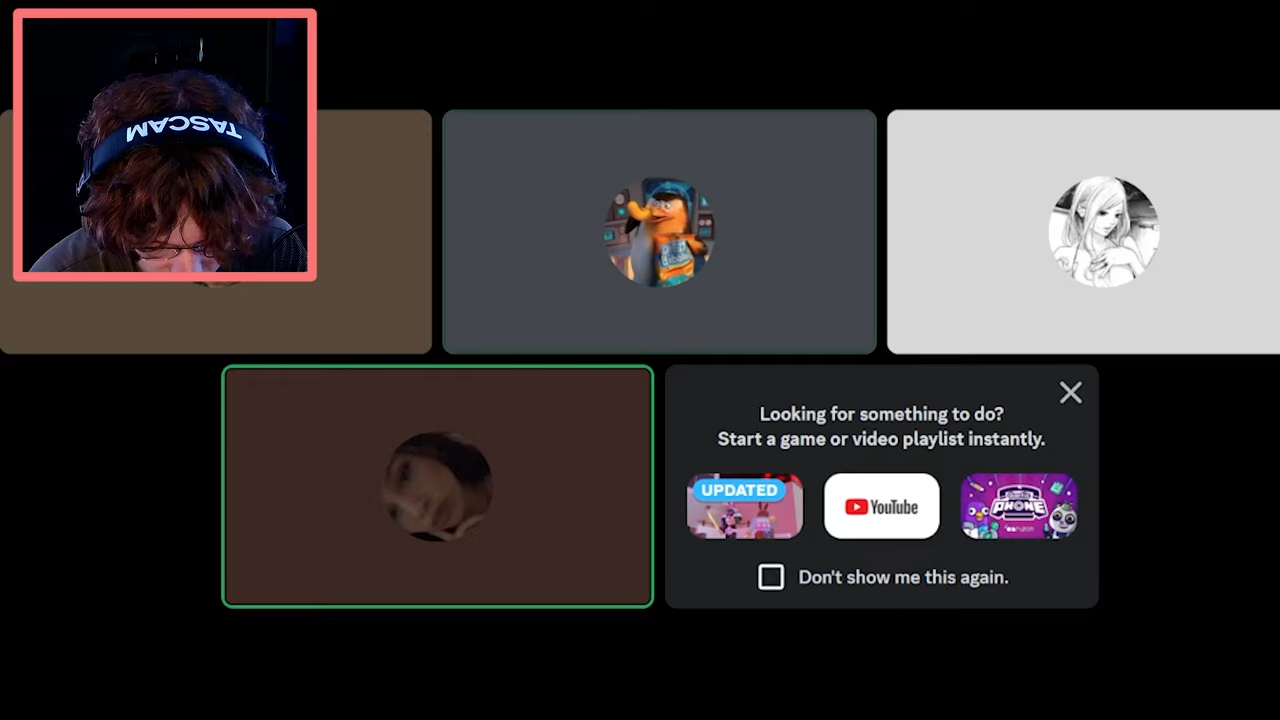 TASCAM
Looking for something to do?
Start a game or video playlist instantly.
UPDATED
YouTube
PHONE
Don't show me this again.